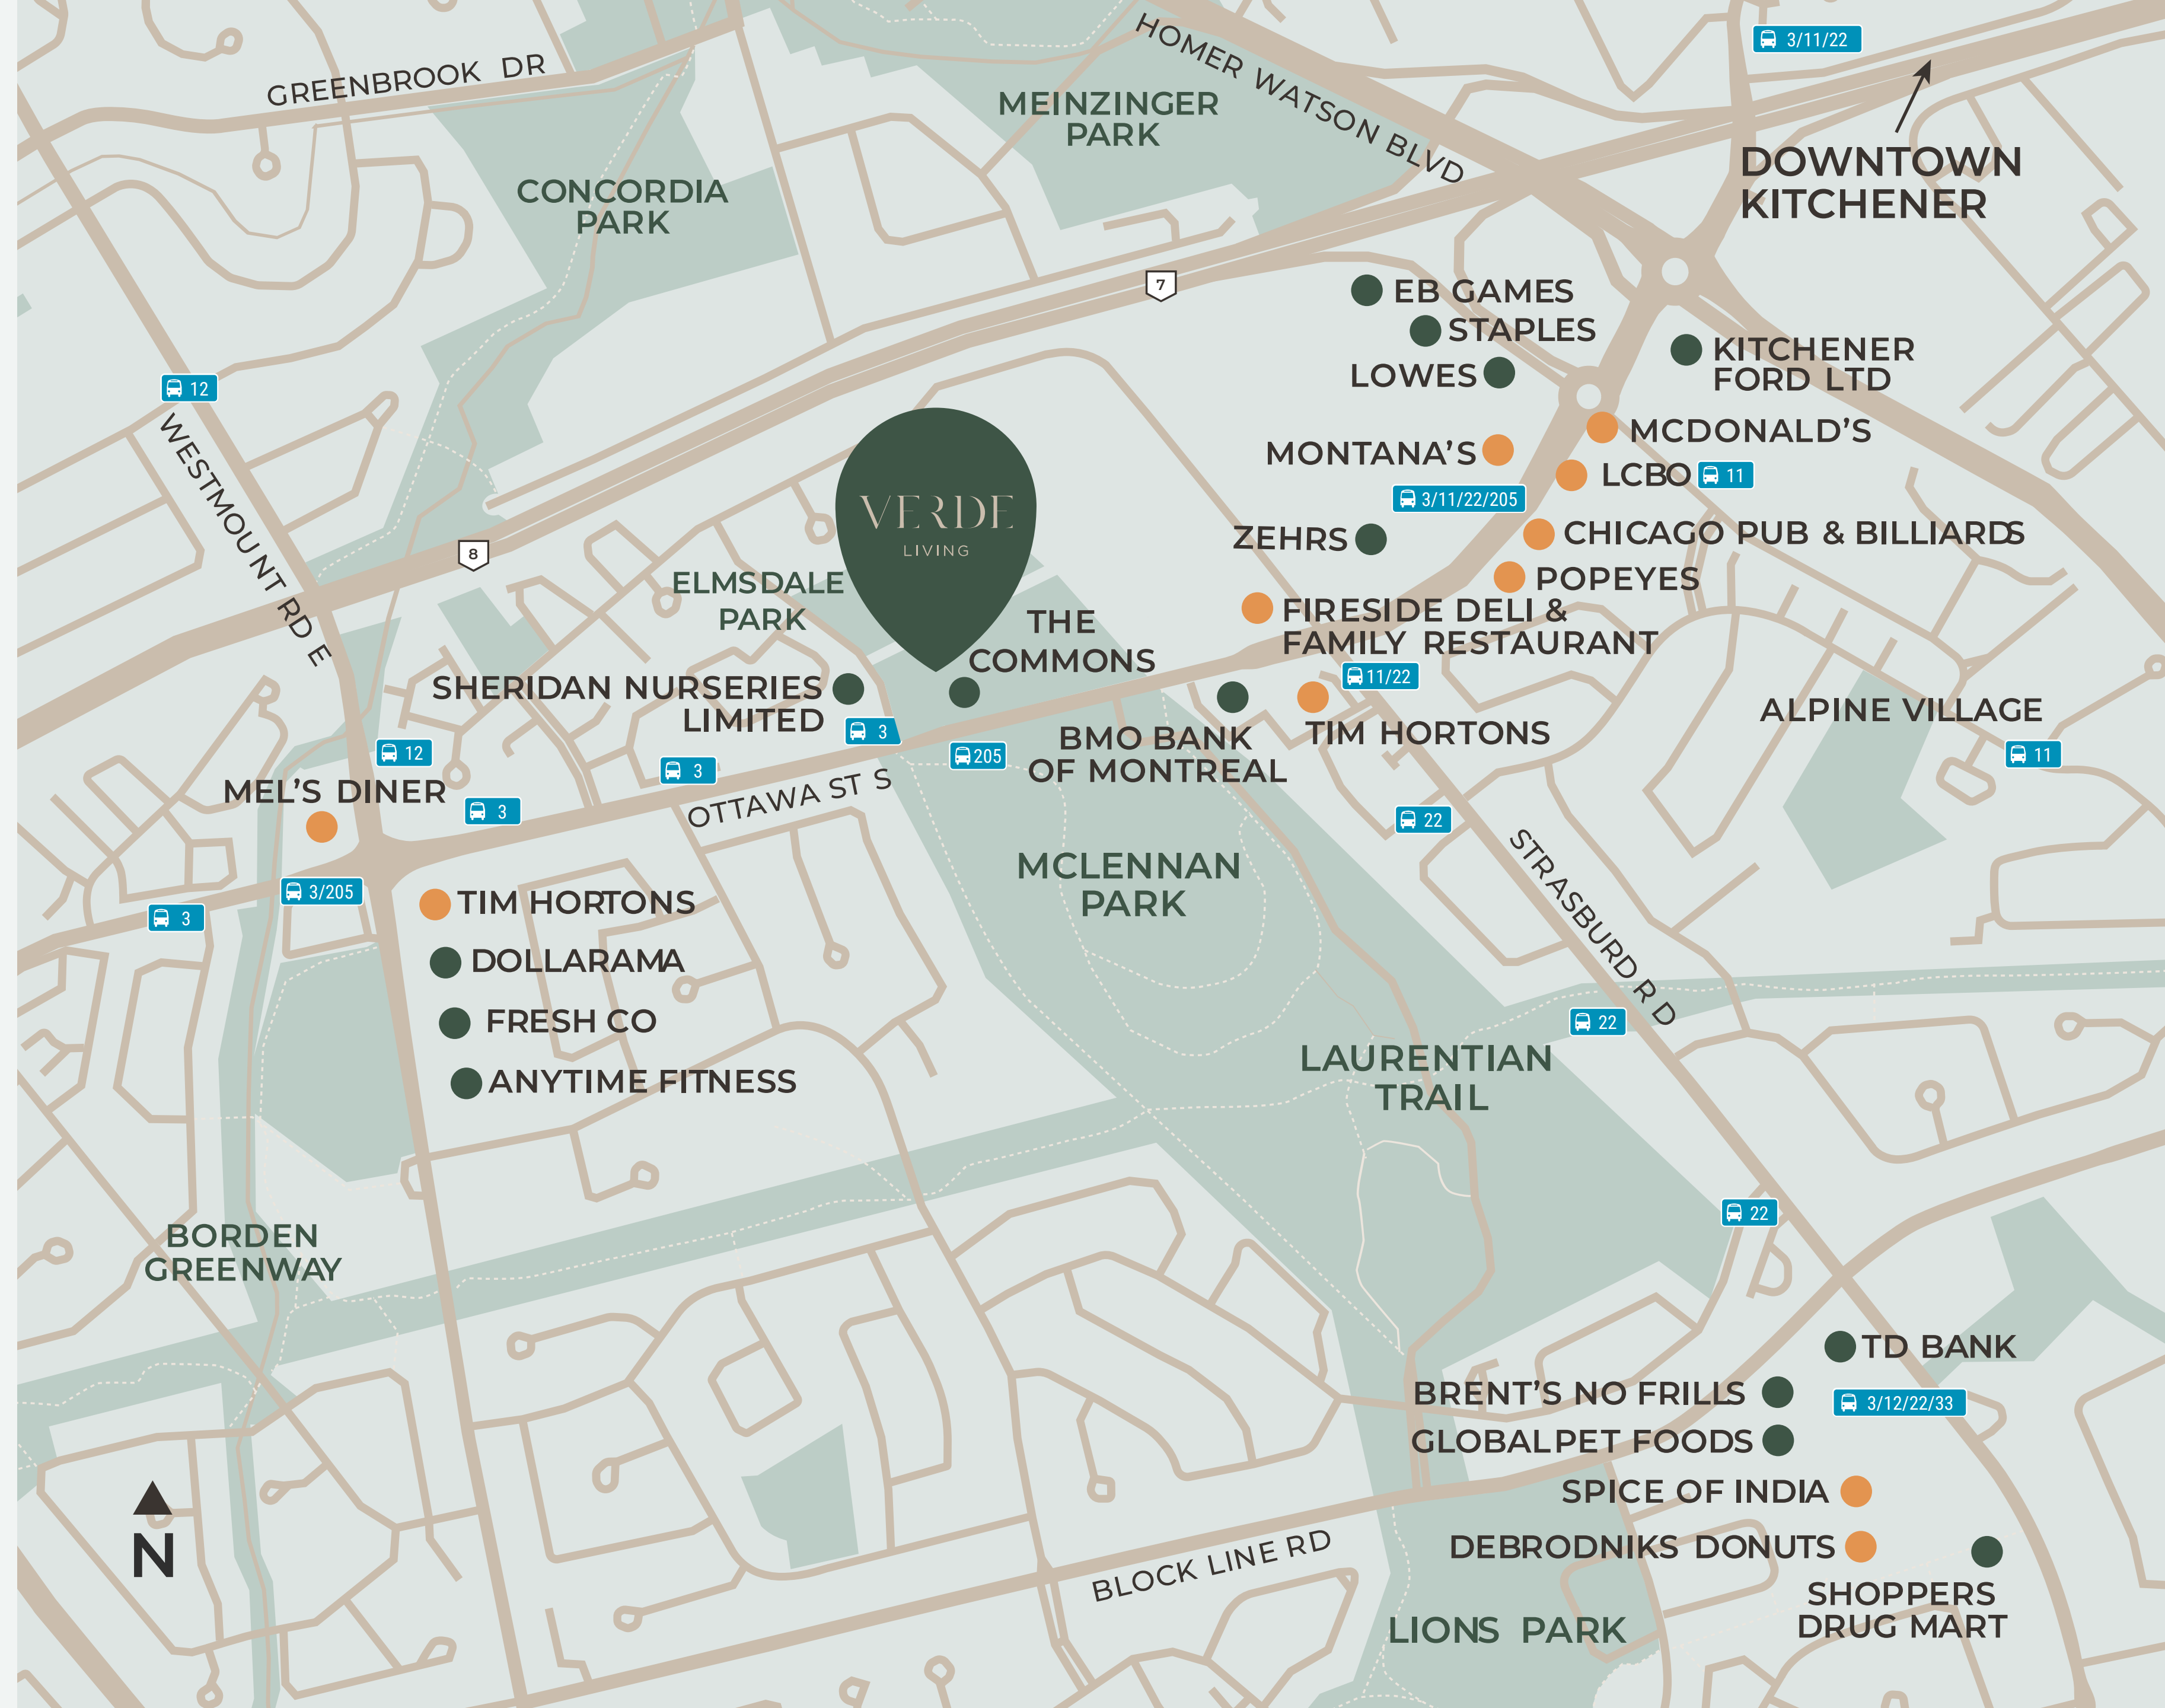 3/11/22
HOMER WATSON BLVD
GREENBROOK DR
MEINZINGER
PARK
DOWNTOWN
KITCHENER
CONCORDIA
PARK
7
EB GAMES
STAPLES
LOWES
KITCHENER
FORD LTD
12
WESTMOUNT RD E
MCDONALD'S
MONTANA'S
LCBO
11
3/11/22/205
VERDE
LIVING
ZEHRS
CHICAGO PUB & BILLIARDS
8
POPEYES
ELMSDALE
PARK
THE
COMMONS
FIRESIDE DELI &
FAMILY RESTAURANT
11/22
SHERIDAN NURSERIES
LIMITED
3
205
BMO BANK
OF MONTREAL
TIM HORTONS
ALPINE VILLAGE
11
12
3
MEL'S DINER
3
OTTAWA ST S
22
STRASBURD R D
MCLENNAN
PARK
3/205
3
TIM HORTONS
DOLLARAMA
FRESH CO
22
ANYTIME FITNESS
LAURENTIAN
TRAIL
22
BORDEN
GREENWAY
TD BANK
BRENT'S NO FRILLS
3/12/22/33
GLOBALPET FOODS
SPICE OF INDIA
N
DEBRODNIKS DONUTS
BLOCK LINE RD
SHOPPERS
DRUG MART
LIONS PARK